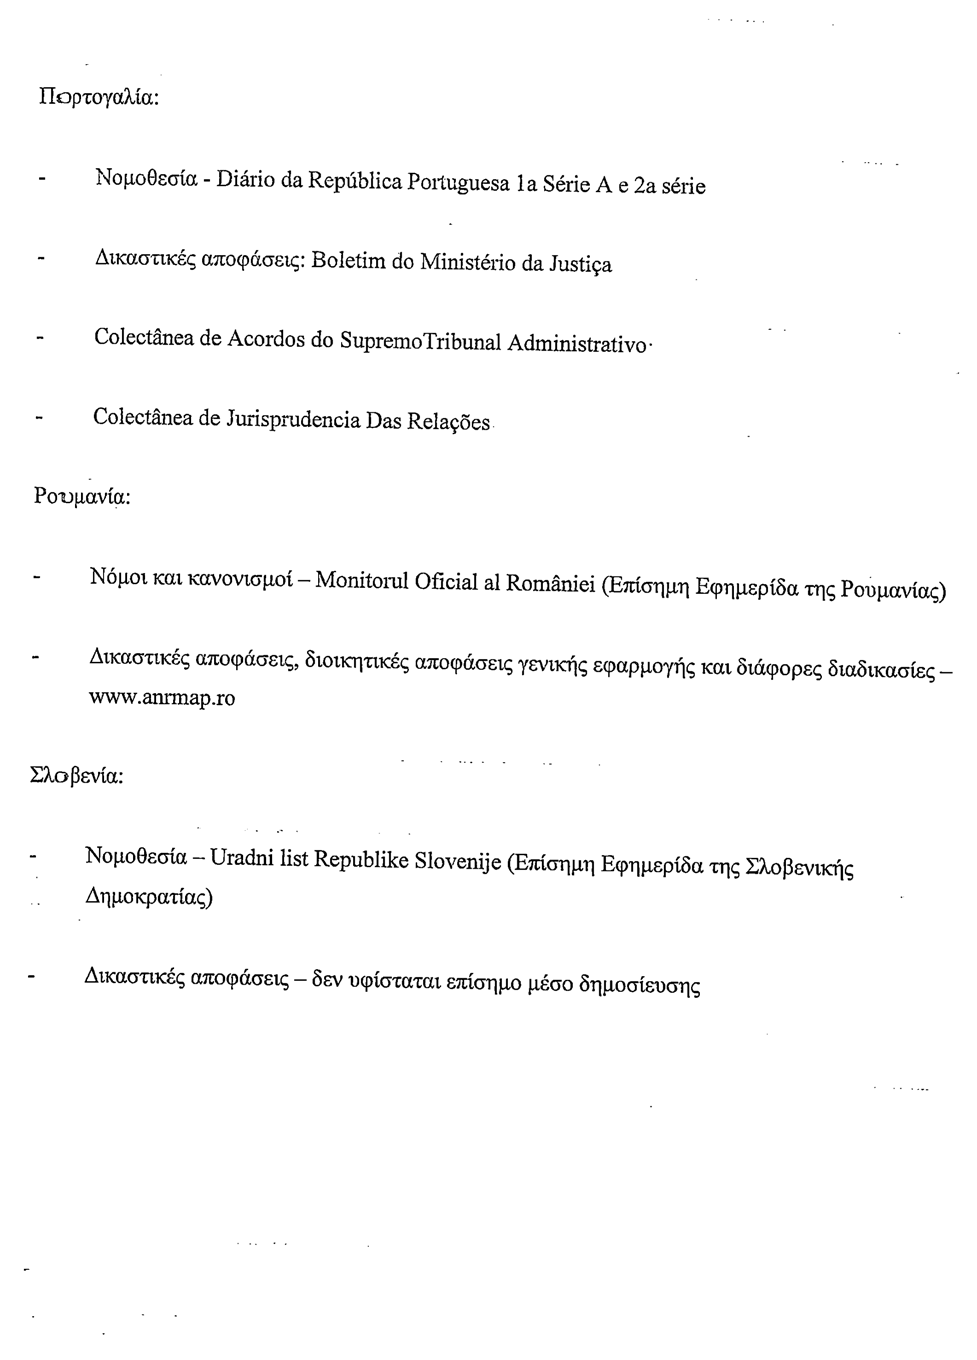 Πορτογαλία:
- Νομοθεσία - Diário da República Portuguesa 1a Série A e 2a série
- Δικαστικές αποφάσεις: Boletim do Ministério da Justiça
- Colectânea de Acordos do SupremoTribunal Administrativo
- Colectânea de Jurisprudencia Das Relações
Ρουμανία:
- Νόμοι και κανονισμοί – Monitorul Oficial al României (Επίσημη Εφημερίδα της Ρουμανίας)
- Δικαστικές αποφάσεις, διοικητικές αποφάσεις γενικής εφαρμογής και διάφορες διαδικασίες –
www.anrmap.ro
Σλοβενία:
- Νομοθεσία – Uradni list Republike Slovenije (Επίσημη Εφημερίδα της Σλοβενικής
Δημοκρατίας)
- Δικαστικές αποφάσεις – δεν υφίσταται επίσημο μέσο δημοσίευσης